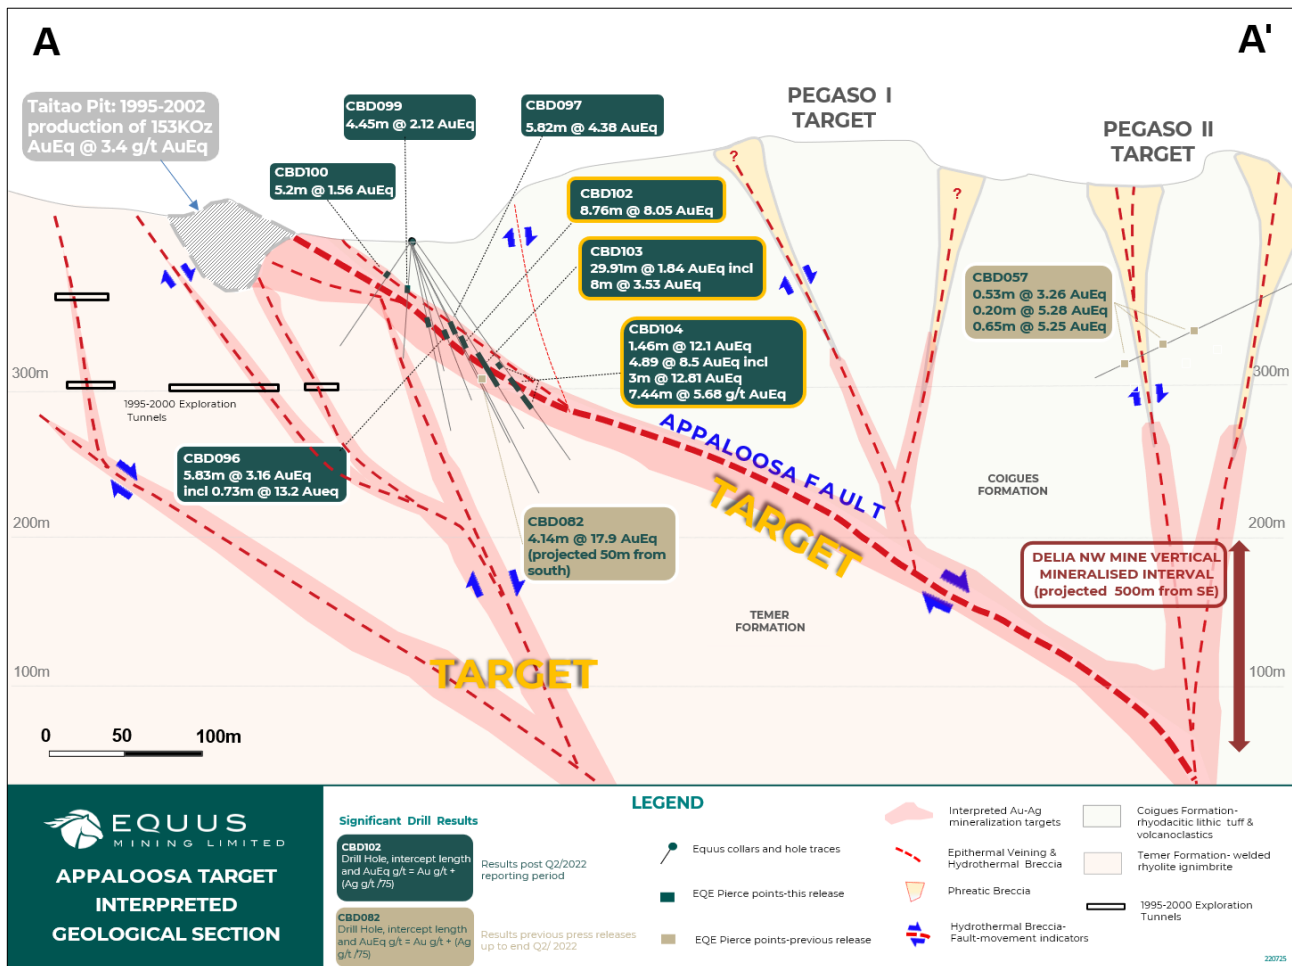 A
A'
Taitao Pit: 1995-2002
production of 153KOz
AuEq @ 3.4 g/t AuEq
CBD099
4.45m @ 2.12 AuEq
CBD097
5.82m @ 4.38 AuEq
PEGASO I
TARGET
PEGASO II
TARGET
CBD100
5.2m @ 1.56 AuEq
CBD102
8.76m @ 8.05 AuEq
?
?
CBD103
29.91m @ 1.84 AuEq incl
8m @ 3.53 AuEq
CBD057
0.53m @ 3.26 AuEq
0.20m @ 5.28 AuEq
0.65m @ 5.25 AuEq
CBD104
1.46m @ 12.1 AuEq
4.89 @ 8.5 AuEq incl
3m @ 12.81 AuEq
7.44m @ 5.68 g/t AuEq
300m
300m
1995-2000 Exploration
Tunnels
APPALOOSA FAULT
TARGET
CBD096
5.83m @ 3.16 AuEq
incl 0.73m @ 13.2 Aueq
COIGUES
FORMATION
CBD082
4.14m @ 17.9 AuEq
(projected 50m from
south)
200m
200m
DELIA NW MINE VERTICAL
MINERALISED INTERVAL
(projected 500m from SE)
TEMER
FORMATION
TARGET
100m
100m
0 50 100m
EQUUS
MINING LIMITED
APPALOOSA TARGET
INTERPRETED
GEOLOGICAL SECTION
LEGEND
Significant Drill Results
CBD102
Drill Hole, intercept length
and AuEq g/t = Au g/t +
(Ag g/t /75)
Results post Q2/2022
reporting period
CBD082
Drill Hole, intercept length
and AuEq g/t = Au g/t + (Ag
g/t /75)
Results previous press releases
up to end Q2/ 2022
Equus collars and hole traces
EQE Pierce points-this release
EQE Pierce points-previous release
Interpreted Au-Ag
mineralization targets
Epithermal Veining &
Hydrothermal Breccia
Phreatic Breccia
Hydrothermal Breccia-
Fault-movement indicators
Coigues Formation-
rhyodacitic lithic tuff &
volcanoclastics
Temer Formation- welded
rhyolite ignimbrite
1995-2000 Exploration
Tunnels
220725